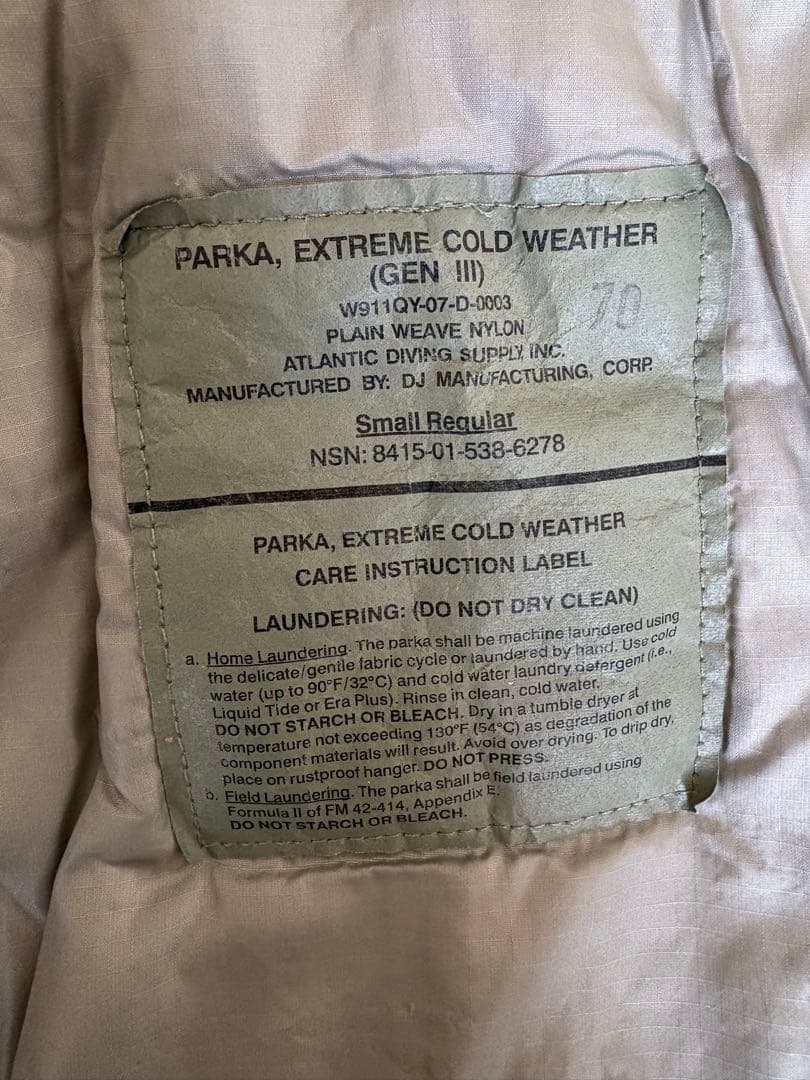 PARKA, EXTREME COLD WEATHER
(GEN III)
W911QY-07-D-0003
70
PLAIN WEAVE NYLON
ATLANTIC DIVING SUPPLY, INC.
MANUFACTURED BY: DJ MANUFACTURING, CORP.
Small Regular
NSN: 8415-01-538-6278
PARKA, EXTREME COLD WEATHER
CARE INSTRUCTION LABEL
LAUNDERING: (DO NOT DRY CLEAN)
a. Home Laundering. The parka shall be machine laundered using
the delicate/gentle fabric cycle or laundered by hand. Use cold
water (up to 90°F/32°C) and cold water laundry detergent (i.e.,
Liquid Tide or Era Plus). Rinse in clean, cold water.
DO NOT STARCH OR BLEACH. Dry in a tumble dryer at
temperature not exceeding 130°F (54°C) as degradation of the
component materials will result. Avoid over drying. To drip dry,
place on rustproof hanger. DO NOT PRESS.
b. Field Laundering. The parka shall be field laundered using
Formula II of FM 42-414, Appendix E.
DO NOT STARCH OR BLEACH.